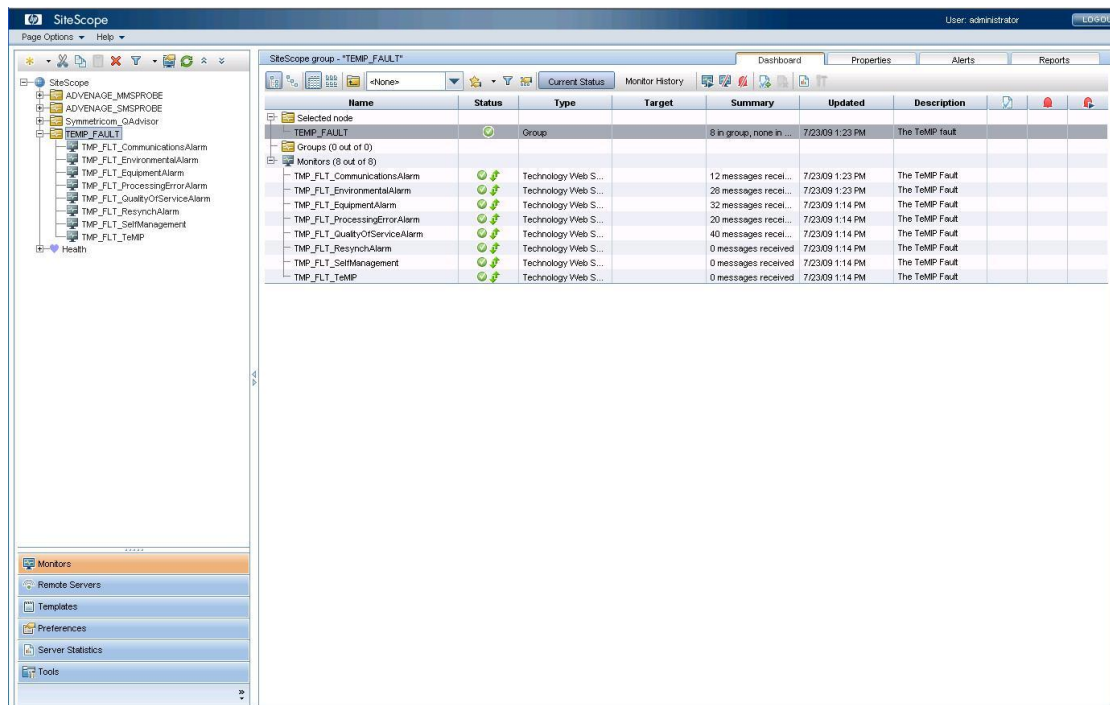 SiteScope
User: administrator
LOGOU
Page Options Help
SiteScope
ADVENAGE_MMSPROBE
ADVENAGE_SMSPROBE
Symmetricom_QAdvisor
TEMP_FAULT
TMP_FLT_CommunicationsAlarm
TMP_FLT_EnvironmentalAlarm
TMP_FLT_EquipmentAlarm
TMP_FLT_ProcessingErrorAlarm
TMP_FLT_QualityOfServiceAlarm
TMP_FLT_ResynchAlarm
TMP_FLT_SelfManagement
TMP_FLT_TeMIP
Health
Monitors
Remote Servers
Templates
Preferences
Server Statistics
Tools
SiteScope group - "TEMP_FAULT"
Dashboard Properties Alerts Reports
<None> Current Status Monitor History
Name Status Type Target Summary Updated Description
Selected node
TEMP_FAULT Group 8 in group, none in ... 7/23/09 1:23 PM The TeMIP fault
Groups (0 out of 0)
Monitors (8 out of 8)
TMP_FLT_CommunicationsAlarm Technology Web S... 12 messages recei... 7/23/09 1:23 PM The TeMIP Fault
TMP_FLT_EnvironmentalAlarm Technology Web S... 28 messages recei... 7/23/09 1:23 PM The TeMIP Fault
TMP_FLT_EquipmentAlarm Technology Web S... 32 messages recei... 7/23/09 1:14 PM The TeMIP Fault
TMP_FLT_ProcessingErrorAlarm Technology Web S... 20 messages recei... 7/23/09 1:14 PM The TeMIP Fault
TMP_FLT_QualityOfServiceAlarm Technology Web S... 40 messages recei... 7/23/09 1:14 PM The TeMIP Fault
TMP_FLT_ResynchAlarm Technology Web S... 0 messages received 7/23/09 1:14 PM The TeMIP Fault
TMP_FLT_SelfManagement Technology Web S... 0 messages received 7/23/09 1:14 PM The TeMIP Fault
TMP_FLT_TeMIP Technology Web S... 0 messages received 7/23/09 1:14 PM The TeMIP Fault